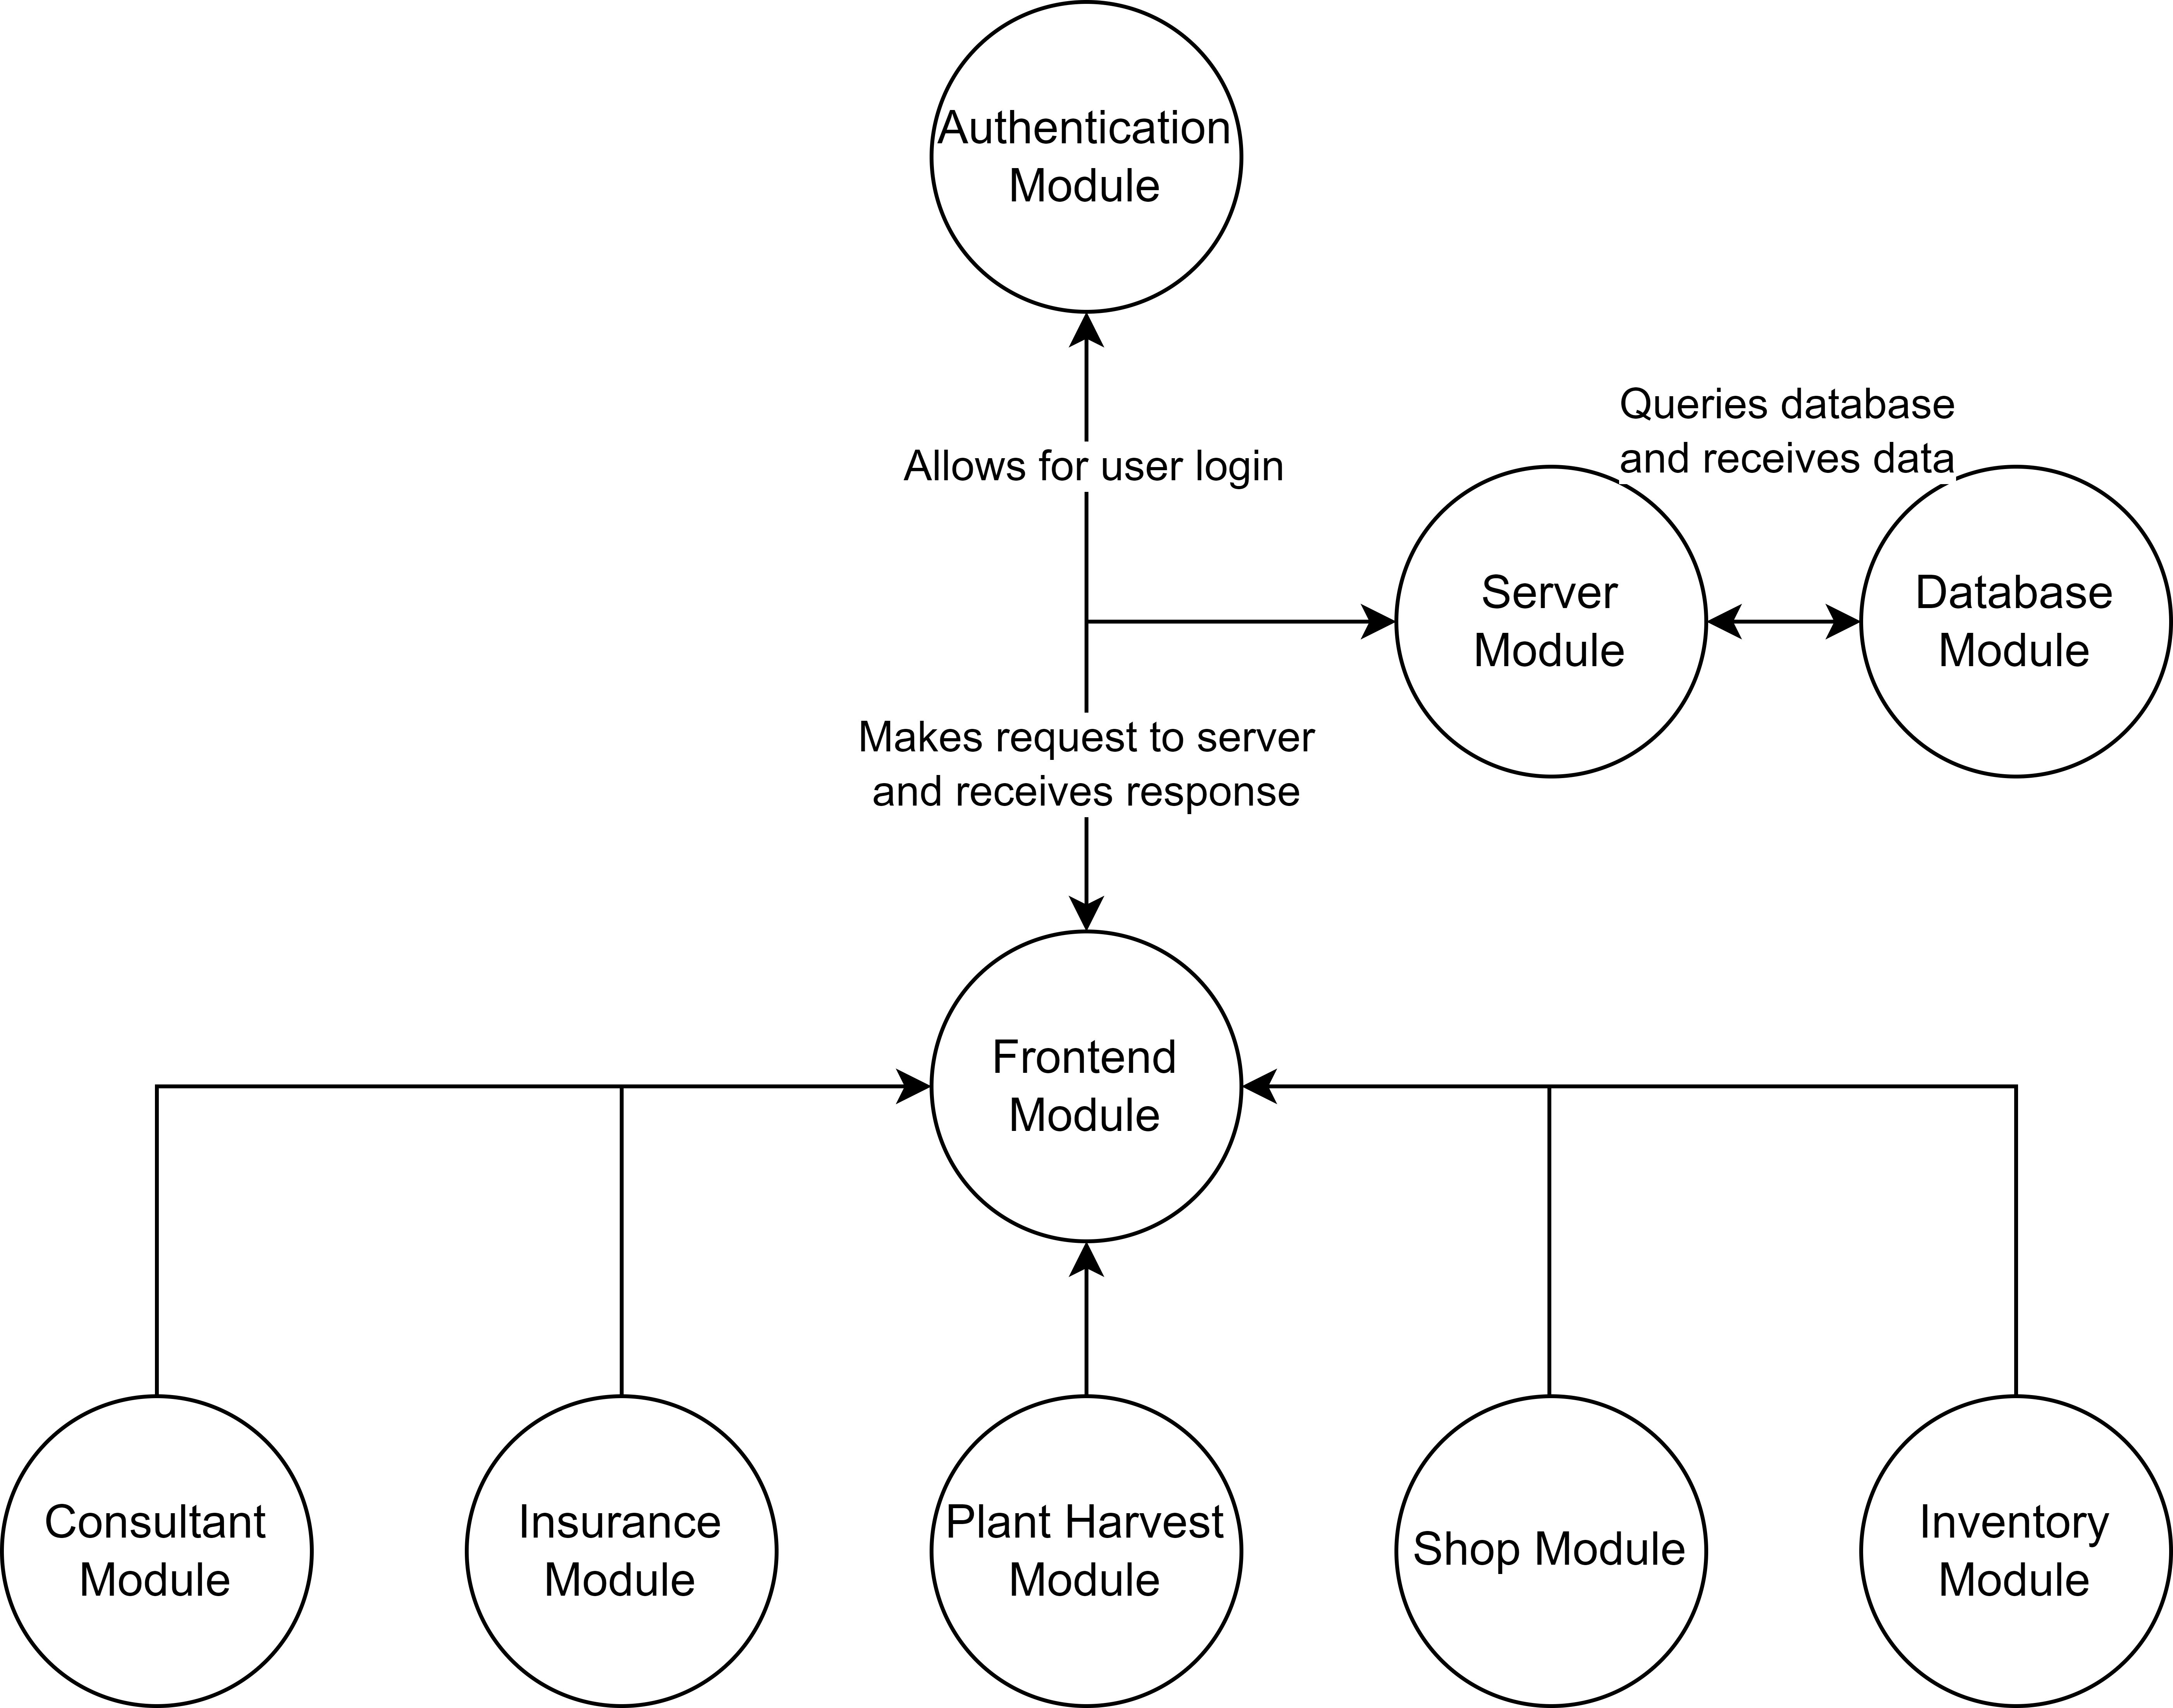 Authentication
Module
Queries database
and receives data
Allows for user login
Server
Module
Database
Module
Makes request to server
and receives response
Frontend
Module
Consultant
Module
Insurance
Module
Plant Harvest
Module
Shop Module
Inventory
Module